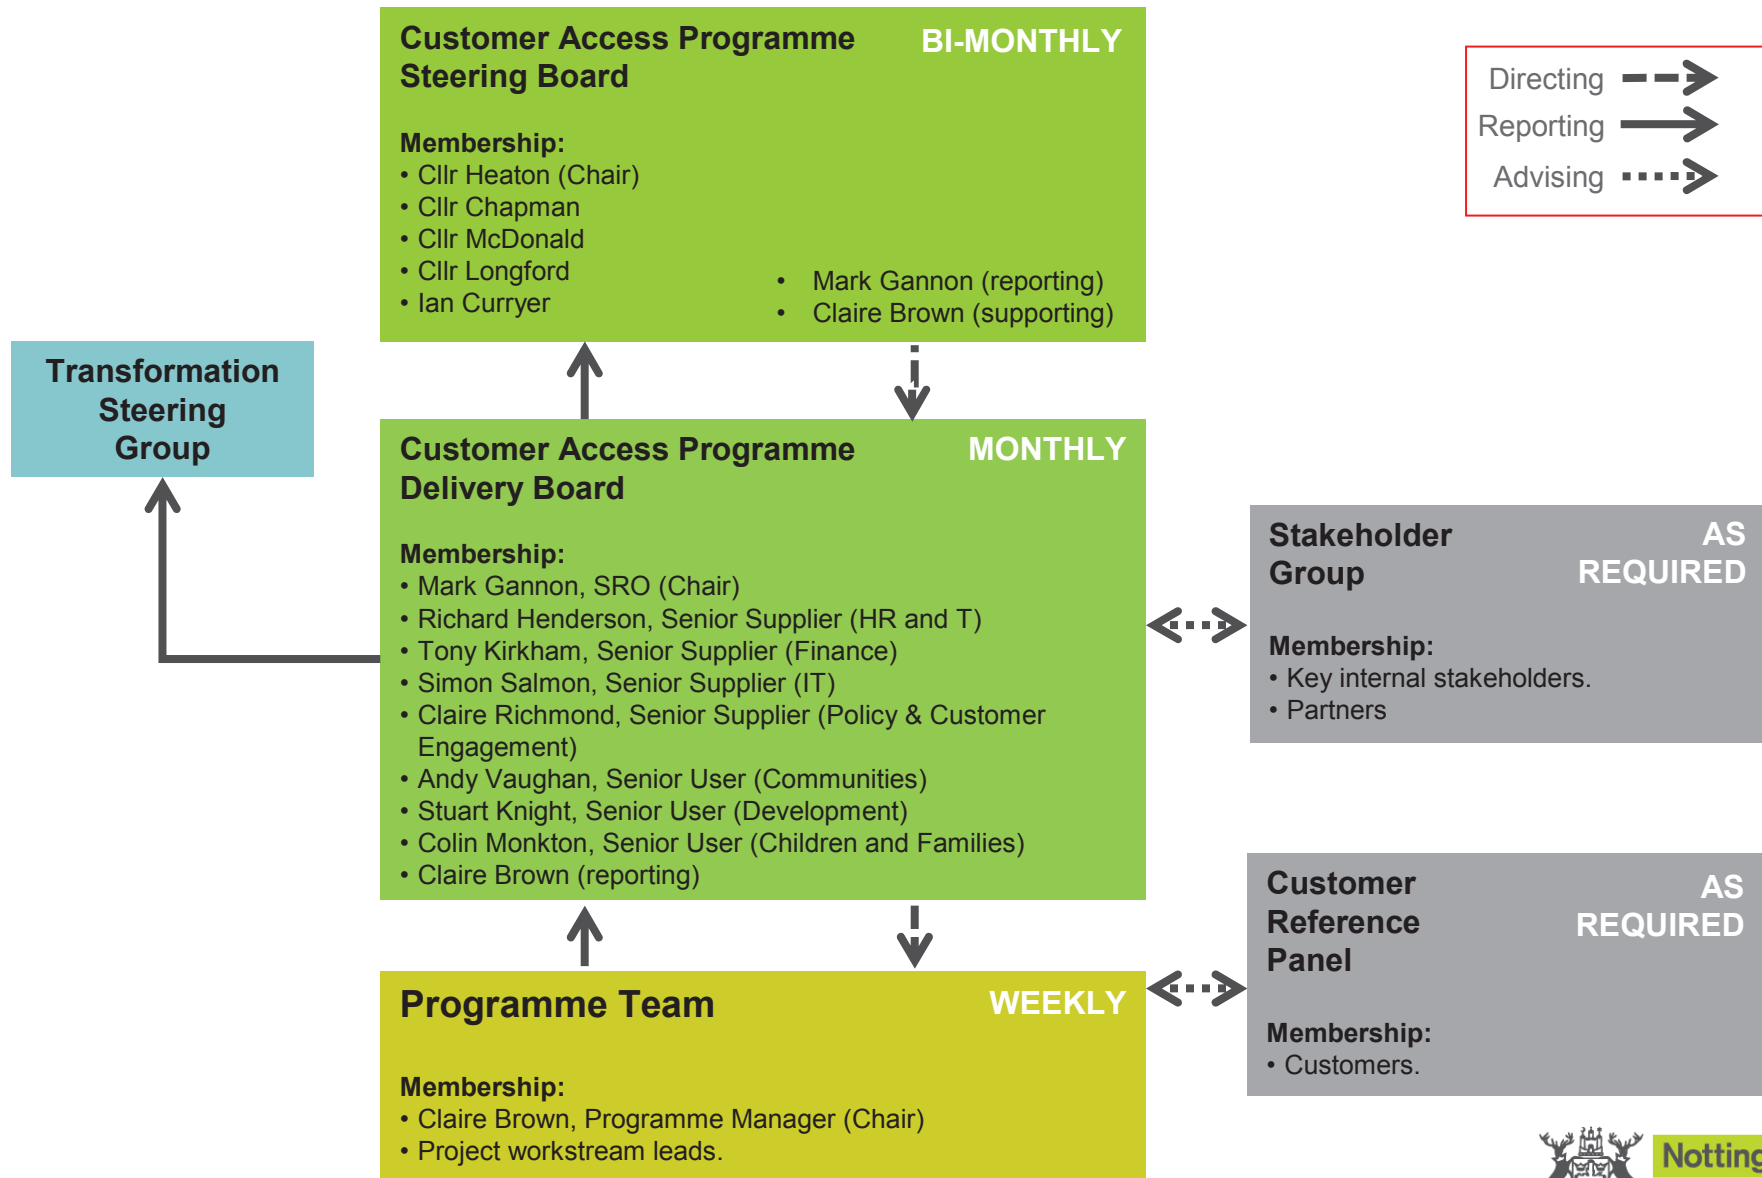 Customer Access Programme
Steering Board
BI-MONTHLY
Membership:
• Cllr Heaton (Chair)
• Cllr Chapman
• Cllr McDonald
• Cllr Longford
• Ian Curryer
• Mark Gannon (reporting)
• Claire Brown (supporting)
Directing
Reporting
Advising
Transformation
Steering
Group
Customer Access Programme
Delivery Board
MONTHLY
Membership:
• Mark Gannon, SRO (Chair)
• Richard Henderson, Senior Supplier (HR and T)
• Tony Kirkham, Senior Supplier (Finance)
• Simon Salmon, Senior Supplier (IT)
• Claire Richmond, Senior Supplier (Policy & Customer
Engagement)
• Andy Vaughan, Senior User (Communities)
• Stuart Knight, Senior User (Development)
• Colin Monkton, Senior User (Children and Families)
• Claire Brown (reporting)
Stakeholder
Group
AS
REQUIRED
Membership:
• Key internal stakeholders.
• Partners
Customer
Reference
Panel
AS
REQUIRED
Membership:
• Customers.
Programme Team
WEEKLY
Membership:
• Claire Brown, Programme Manager (Chair)
• Project workstream leads.
Notting